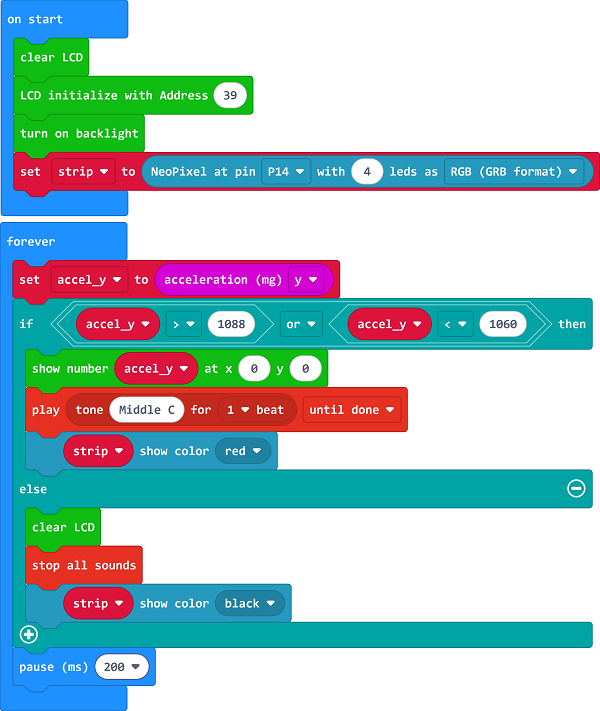 on start
clear LCD
LCD initialize with Address 39
turn on backlight
set strip to NeoPixel at pin P14 with 4 leds as RGB (GRB format)
forever
set accel_y to acceleration (mg) y
if accel_y > 1088 or accel_y < 1060 then
show number accel_y at x 0 y 0
play tone Middle C for 1 beat until done
strip show color red
else
clear LCD
stop all sounds
strip show color black
pause (ms) 200